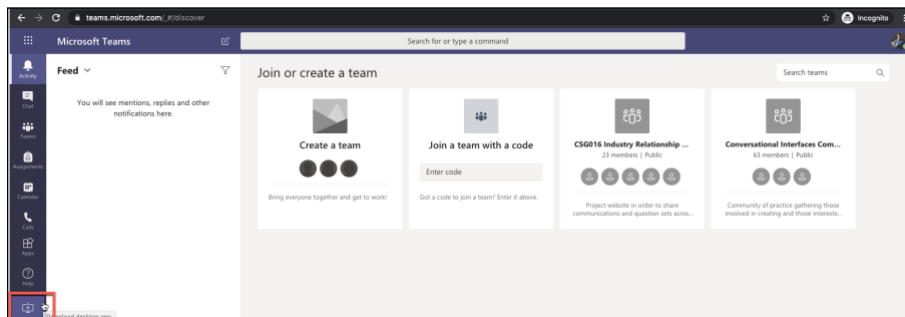 teams.microsoft.com/_#/discover
Incognito
Microsoft Teams
Search for or type a command
Activity
Chat
Teams
Assignments
Calendar
Calls
Apps
Help
Feed
You will see mentions, replies and other
notifications here.
Join or create a team
Search teams
Create a team
Bring everyone together and get to work!
Join a team with a code
Enter code
Got a code to join a team? Enter it above.
CSG016 Industry Relationship ...
23 members | Public
Project website in order to share
communications and question sets acros...
Conversational Interfaces Com...
63 members | Public
Community of practice gathering those
involved in creating and those intereste...
Download desktop app